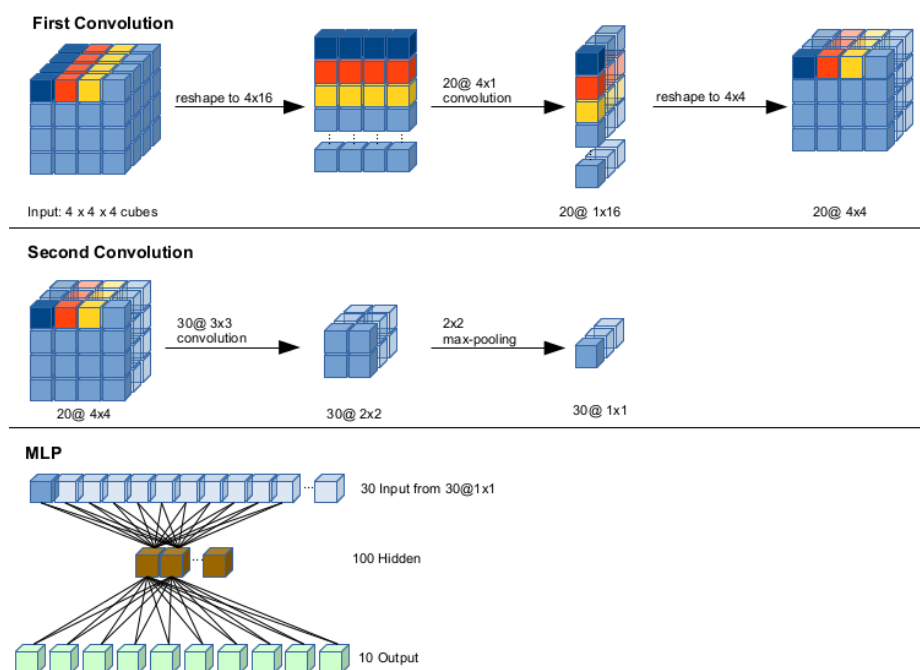 First Convolution
reshape to 4x16
20@ 4x1
convolution
reshape to 4x4
Input: 4 x 4 x 4 cubes
20@ 1x16
20@ 4x4
Second Convolution
30@ 3x3
convolution
2x2
max-pooling
20@ 4x4
30@ 2x2
30@ 1x1
MLP
30 Input from 30@1x1
100 Hidden
10 Output